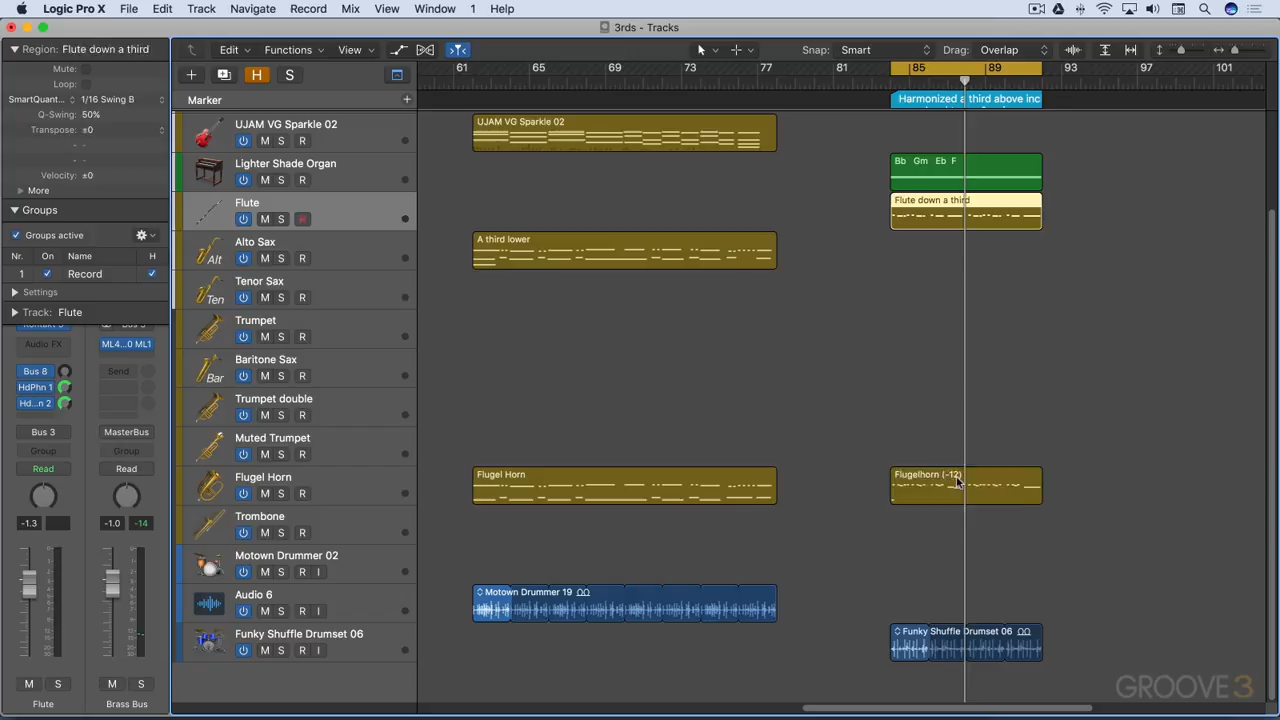 Logic Pro X File Edit Track Navigate Record Mix View Window 1 Help
3rds - Tracks
Region: Flute down a third
Mute:
Loop:
SmartQuant... 1/16 Swing B
Q-Swing: 50%
Transpose: ±0
Velocity: ±0
More
Groups
Groups active
Nr. On Name H
1 Record
Settings
Track: Flute
Audio FX
ML4...0 ML1
Bus 8
Send
HdPhn 1
Hd...n 2
Bus 3 MasterBus
Group Group
Read Read
-1.3 -1.0 -14
M S M S
Flute Brass Bus
Edit Functions View Snap: Smart Drag: Overlap
H S
61 65 69 73 77 81 85 89 93 97 101
Marker
Harmonized a third above inc
UJAM VG Sparkle 02
M S R
UJAM VG Sparkle 02
Lighter Shade Organ
M S R
Bb Gm Eb F
Flute
M S R
Flute down a third
Alto Sax
Alt
M S R
A third lower
Tenor Sax
Ten
M S R
Trumpet
M S R
Baritone Sax
Bar
M S R
Trumpet double
M S R
Muted Trumpet
M S R
Flugel Horn
M S R
Flugel Horn
Flugelhorn (-12)
Trombone
M S R
Motown Drummer 02
M S R I
Audio 6
M S R I
Motown Drummer 19
Funky Shuffle Drumset 06
M S R I
Funky Shuffle Drumset 06
GROOVE3